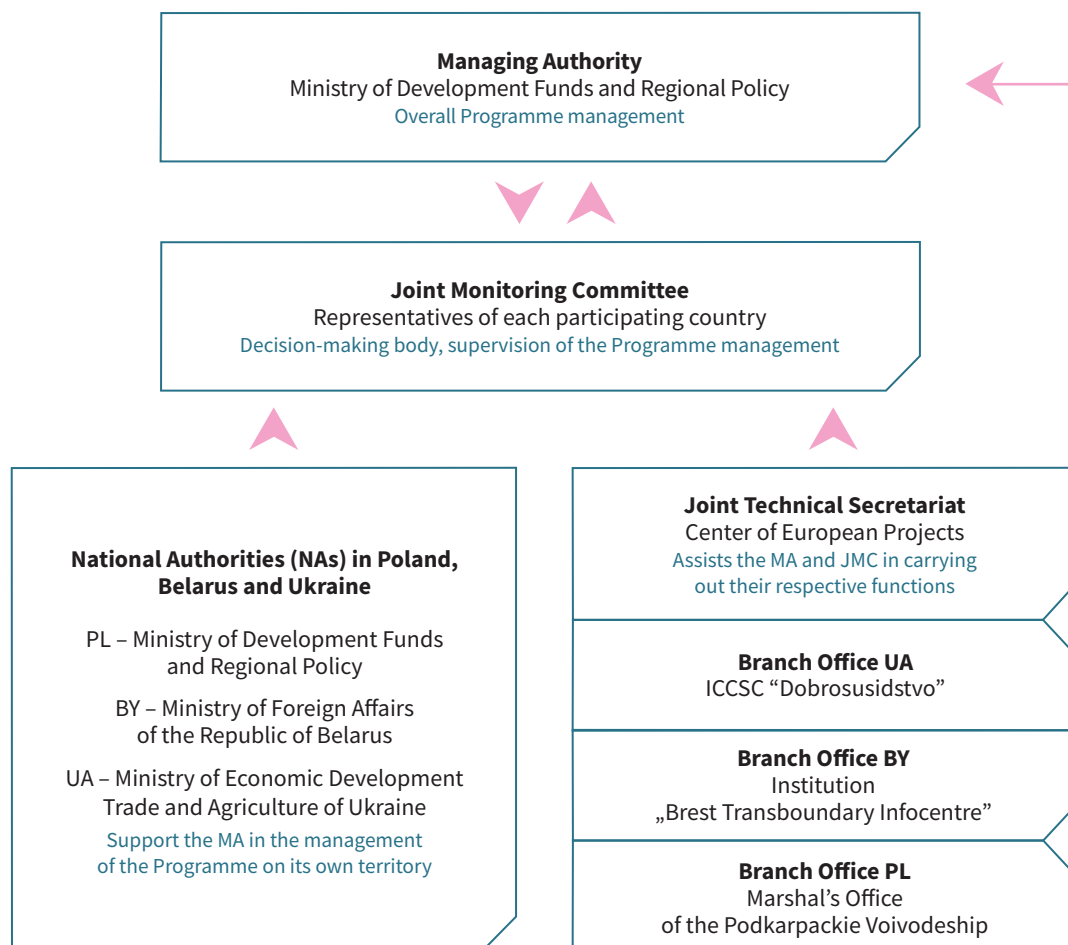 Managing Authority
Ministry of Development Funds and Regional Policy
Overall Programme management
Joint Monitoring Committee
Representatives of each participating country
Decision-making body, supervision of the Programme management
National Authorities (NAs) in Poland,
Belarus and Ukraine
PL – Ministry of Development Funds
and Regional Policy
BY – Ministry of Foreign Affairs
of the Republic of Belarus
UA – Ministry of Economic Development
Trade and Agriculture of Ukraine
Support the MA in the management
of the Programme on its own territory
Joint Technical Secretariat
Center of European Projects
Assists the MA and JMC in carrying
out their respective functions
Branch Office UA
ICCSC “Dobrosusidstvo”
Branch Office BY
Institution
„Brest Transboundary Infocentre”
Branch Office PL
Marshal’s Office
of the Podkarpackie Voivodeship